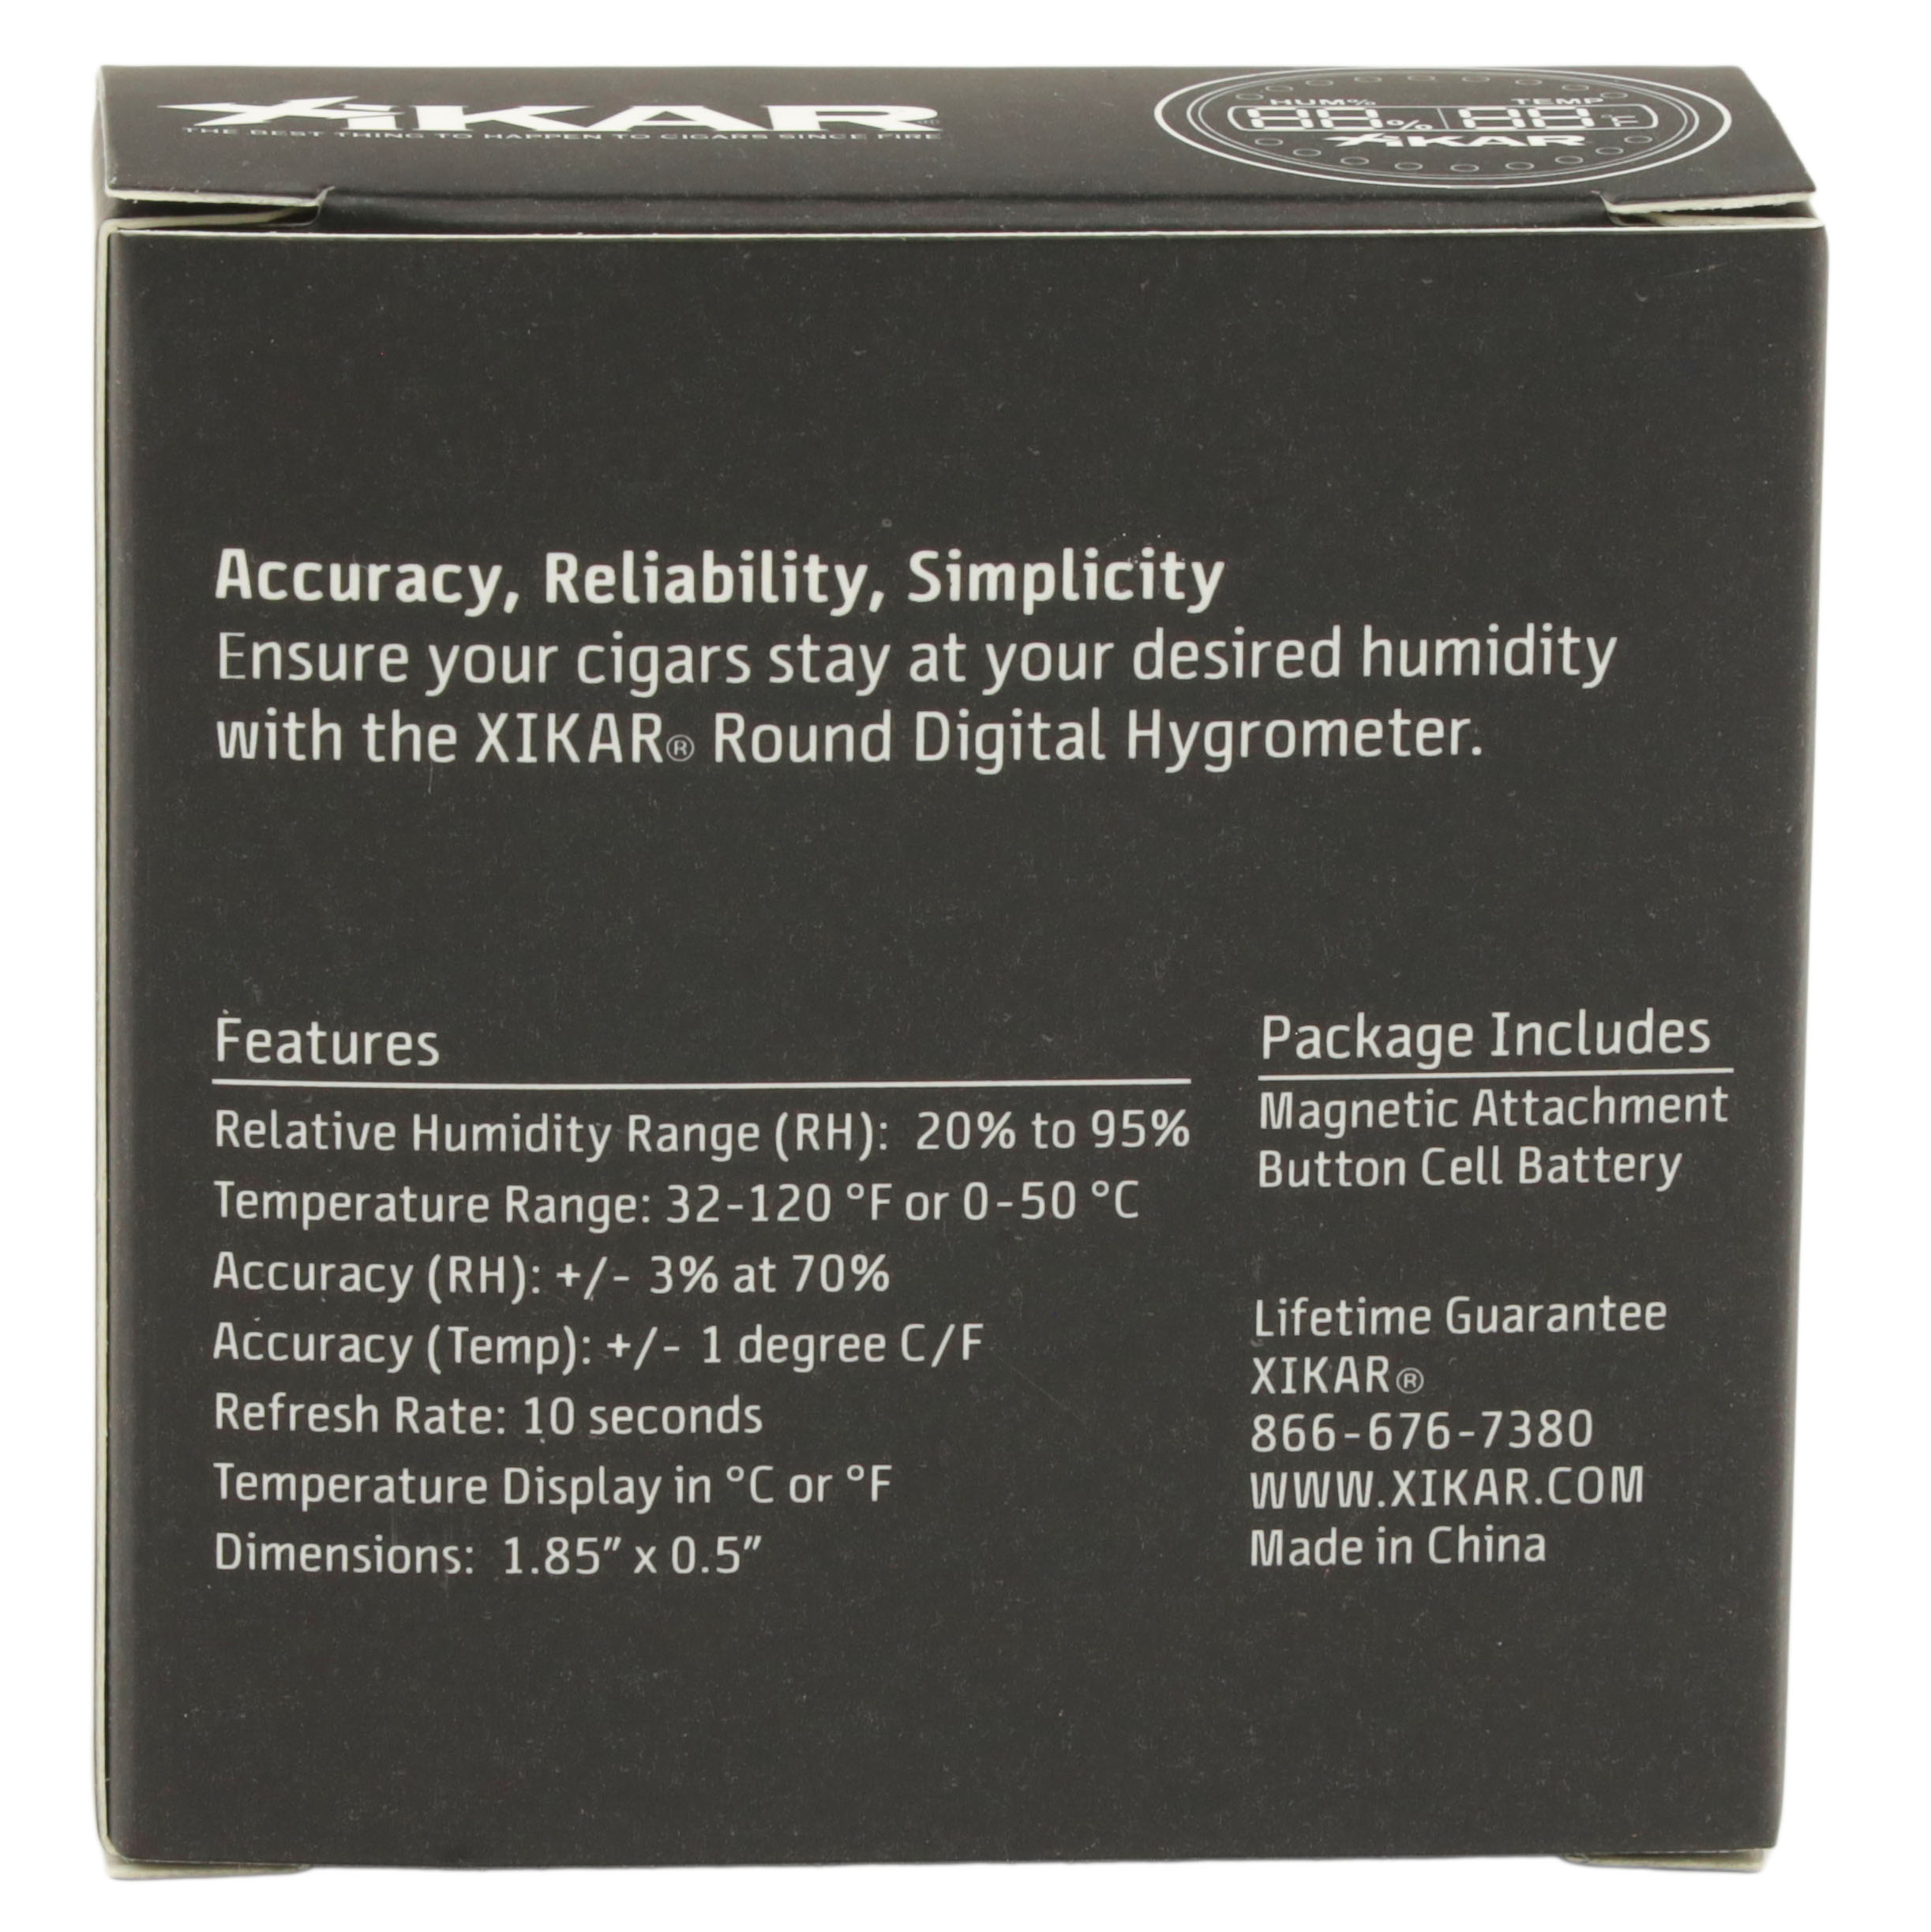 XIKAR
THE BEST THING TO HAPPEN TO CIGARS SINCE FIRE
HUM% TEMP
88% 88°F
XIKAR
Accuracy, Reliability, Simplicity
Ensure your cigars stay at your desired humidity
with the XIKAR® Round Digital Hygrometer.
Features
Relative Humidity Range (RH): 20% to 95%
Temperature Range: 32-120 °F or 0-50 °C
Accuracy (RH): +/- 3% at 70%
Accuracy (Temp): +/- 1 degree C/F
Refresh Rate: 10 seconds
Temperature Display in °C or °F
Dimensions: 1.85" x 0.5"
Package Includes
Magnetic Attachment
Button Cell Battery
Lifetime Guarantee
XIKAR®
866-676-7380
WWW.XIKAR.COM
Made in China